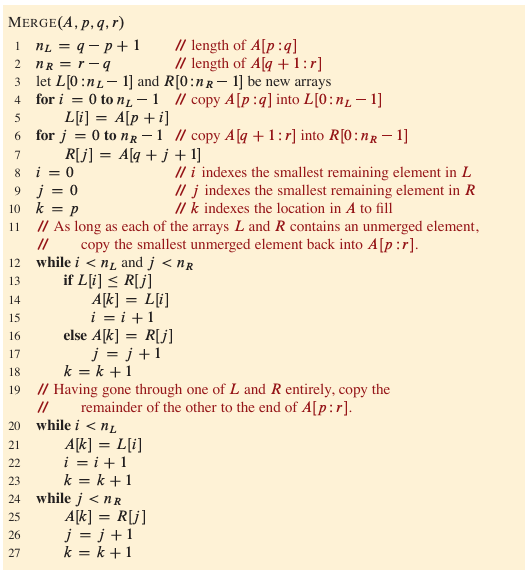 MERGE(A, p, q, r)
1 n_L = q − p + 1 // length of A[p:q]
2 n_R = r − q // length of A[q + 1:r]
3 let L[0:n_L − 1] and R[0:n_R − 1] be new arrays
4 for i = 0 to n_L − 1 // copy A[p:q] into L[0:n_L − 1]
5 L[i] = A[p + i]
6 for j = 0 to n_R − 1 // copy A[q + 1:r] into R[0:n_R − 1]
7 R[j] = A[q + j + 1]
8 i = 0 // i indexes the smallest remaining element in L
9 j = 0 // j indexes the smallest remaining element in R
10 k = p // k indexes the location in A to fill
11 // As long as each of the arrays L and R contains an unmerged element,
// copy the smallest unmerged element back into A[p:r].
12 while i < n_L and j < n_R
13 if L[i] ≤ R[j]
14 A[k] = L[i]
15 i = i + 1
16 else A[k] = R[j]
17 j = j + 1
18 k = k + 1
19 // Having gone through one of L and R entirely, copy the
// remainder of the other to the end of A[p:r].
20 while i < n_L
21 A[k] = L[i]
22 i = i + 1
23 k = k + 1
24 while j < n_R
25 A[k] = R[j]
26 j = j + 1
27 k = k + 1